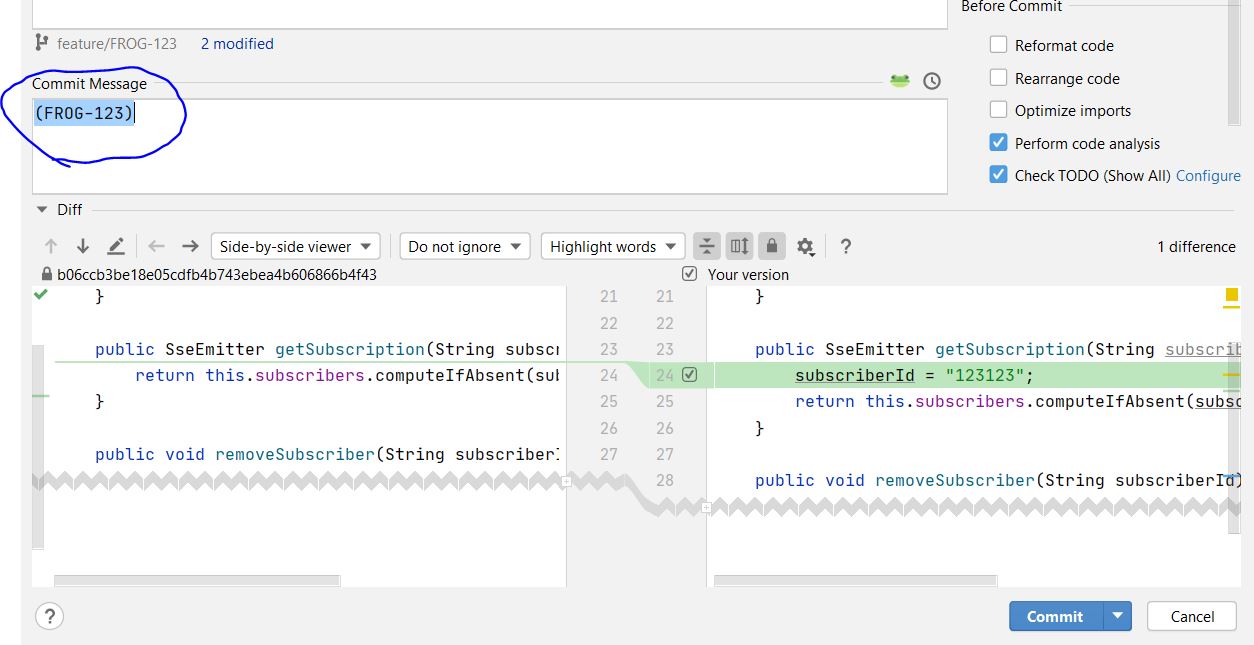 Before Commit
feature/FROG-123 2 modified
Reformat code
Commit Message
Rearrange code
(FROG-123)
Optimize imports
Perform code analysis
Check TODO (Show All) Configure
Diff
Side-by-side viewer Do not ignore Highlight words ? 1 difference
b06ccb3be18e05cdfb4b743ebea4b606866b4f43 Your version
} 21 21 }
22 22
public SseEmitter getSubscription(String subscr 23 23 public SseEmitter getSubscription(String subscrib
return this.subscribers.computeIfAbsent(sub 24 24 subscriberId = "123123";
} 25 25 return this.subscribers.computeIfAbsent(subsc
26 26 }
public void removeSubscriber(String subscriberI 27 27
28 public void removeSubscriber(String subscriberId)
? Commit Cancel